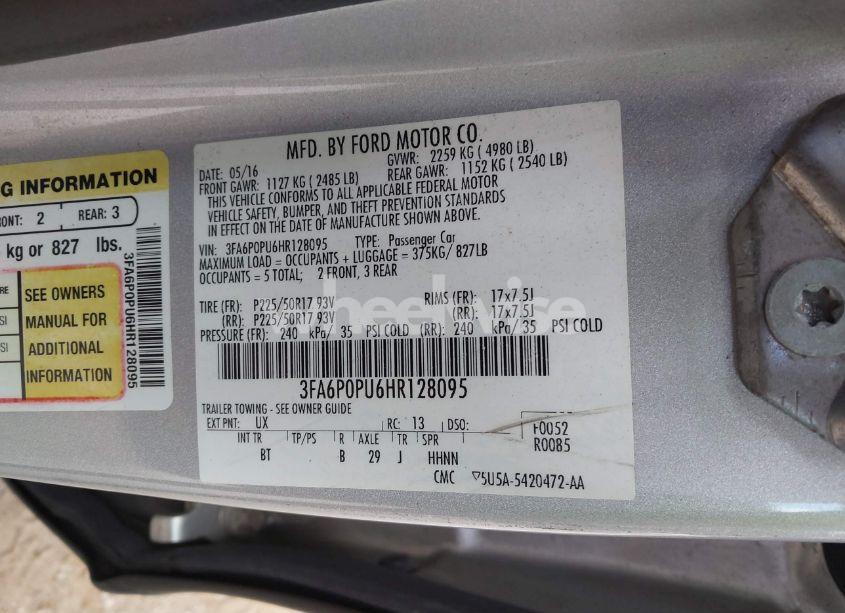 G INFORMATION
RONT: 2 REAR: 3
kg or 827 lbs.
SEE OWNERS
MANUAL FOR
ADDITIONAL
INFORMATION
3FA6P0PU6HR128095
MFD. BY FORD MOTOR CO.
DATE: 05/16 GVWR: 2259 KG ( 4980 LB)
FRONT GAWR: 1127 KG ( 2485 LB) REAR GAWR: 1152 KG ( 2540 LB)
THIS VEHICLE CONFORMS TO ALL APPLICABLE FEDERAL MOTOR
VEHICLE SAFETY, BUMPER, AND THEFT PREVENTION STANDARDS
IN EFFECT ON THE DATE OF MANUFACTURE SHOWN ABOVE.
VIN: 3FA6P0PU6HR128095 TYPE: Passenger Car
MAXIMUM LOAD = OCCUPANTS + LUGGAGE = 375KG/ 827LB
OCCUPANTS = 5 TOTAL; 2 FRONT, 3 REAR
TIRE (FR): P225/50R17 93V RIMS (FR): 17x7.5J
(RR): P225/50R17 93V (RR): 17x7.5J
PRESSURE (FR): 240 kPa/ 35 PSI COLD (RR): 240 kPa/ 35 PSI COLD
wheelwise
3FA6P0PU6HR128095
TRAILER TOWING - SEE OWNER GUIDE
EXT PNT: UX RC: 13 DSO: F0052
INT TR TP/PS R AXLE TR SPR R0085
BT B 29 J HHNN
CMC 5U5A-5420472-AA